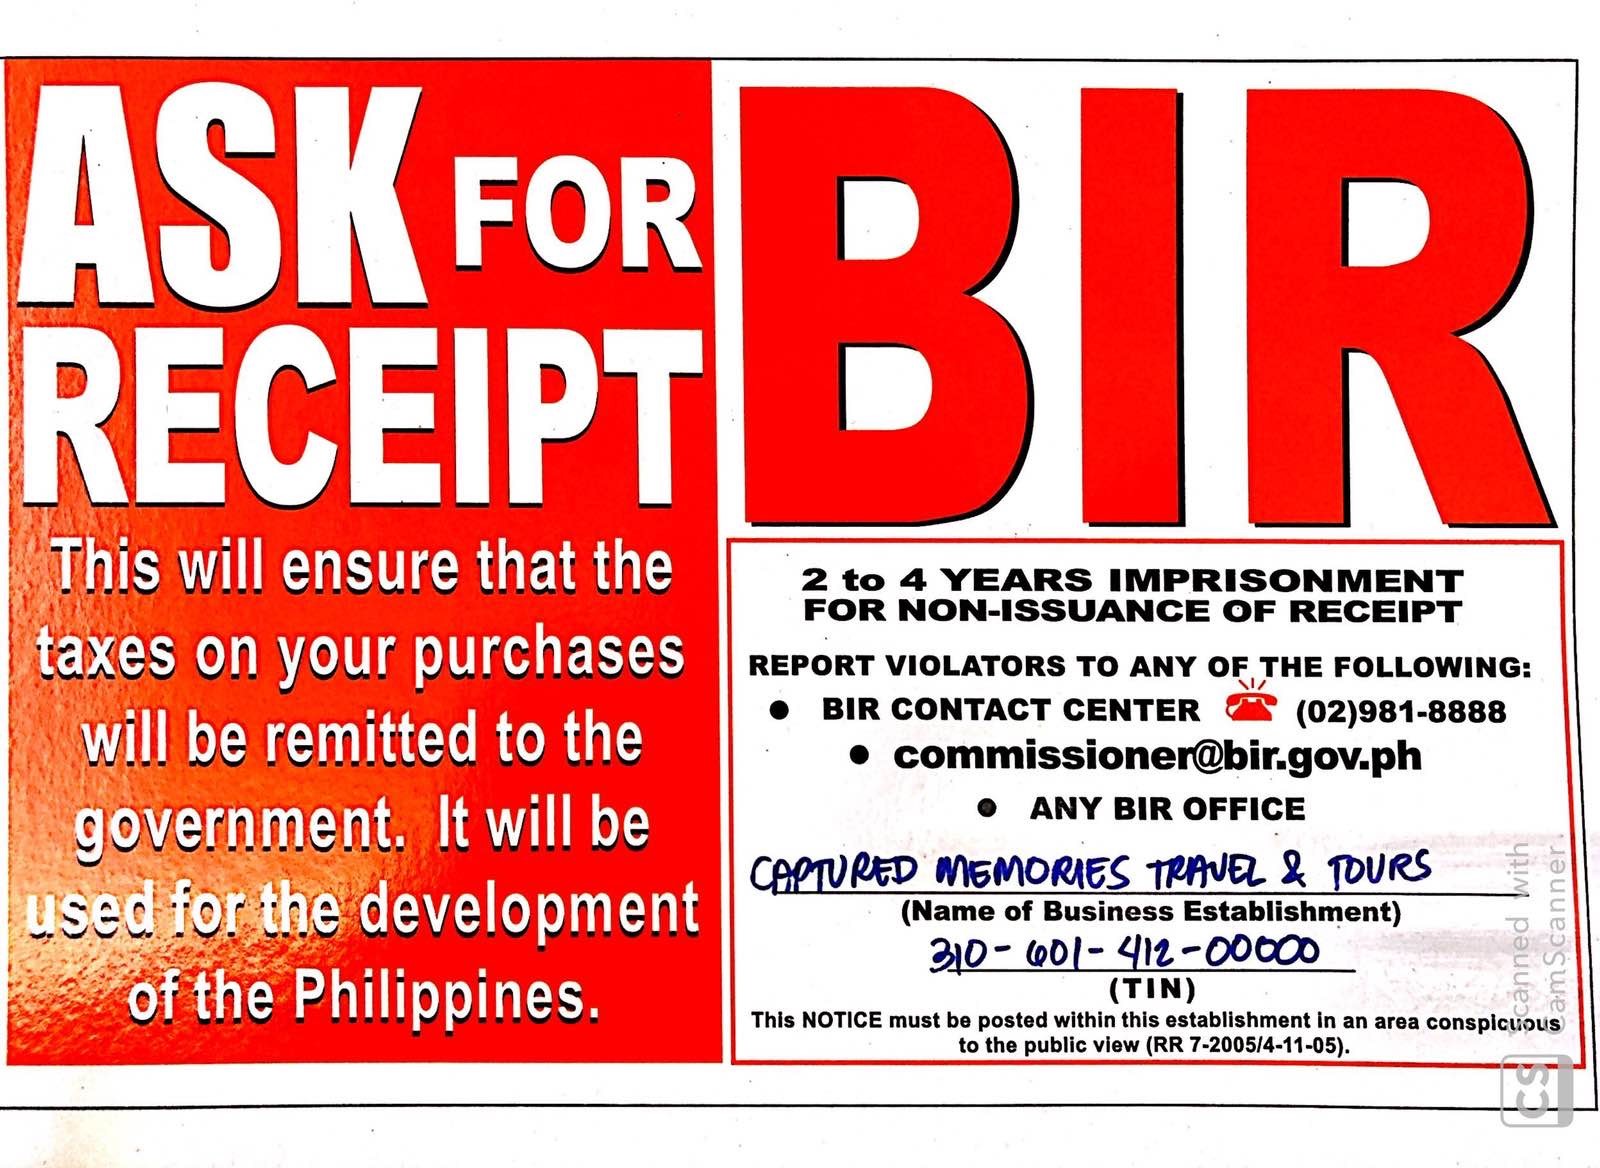 ASK FOR
RECEIPT
This will ensure that the
taxes on your purchases
will be remitted to the
government. It will be
used for the development
of the Philippines.
BIR
2 to 4 YEARS IMPRISONMENT
FOR NON-ISSUANCE OF RECEIPT
REPORT VIOLATORS TO ANY OF THE FOLLOWING:
● BIR CONTACT CENTER (02)981-8888
● commissioner@bir.gov.ph
● ANY BIR OFFICE
CAPTURED MEMORIES TRAVEL & TOURS
(Name of Business Establishment)
310-601-412-00000
(TIN)
This NOTICE must be posted within this establishment in an area conspicuous
to the public view (RR 7-2005/4-11-05).
CS
Scanned with
CamScanner